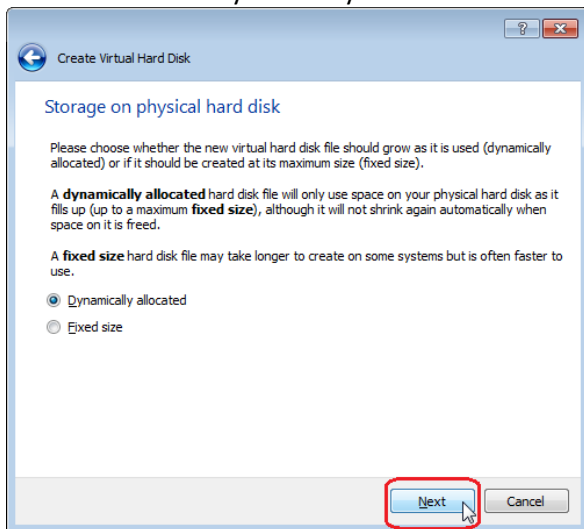 Create Virtual Hard Disk
Storage on physical hard disk
Please choose whether the new virtual hard disk file should grow as it is used (dynamically
allocated) or if it should be created at its maximum size (fixed size).
A dynamically allocated hard disk file will only use space on your physical hard disk as it
fills up (up to a maximum fixed size), although it will not shrink again automatically when
space on it is freed.
A fixed size hard disk file may take longer to create on some systems but is often faster to
use.
Dynamically allocated
Fixed size
Next
Cancel